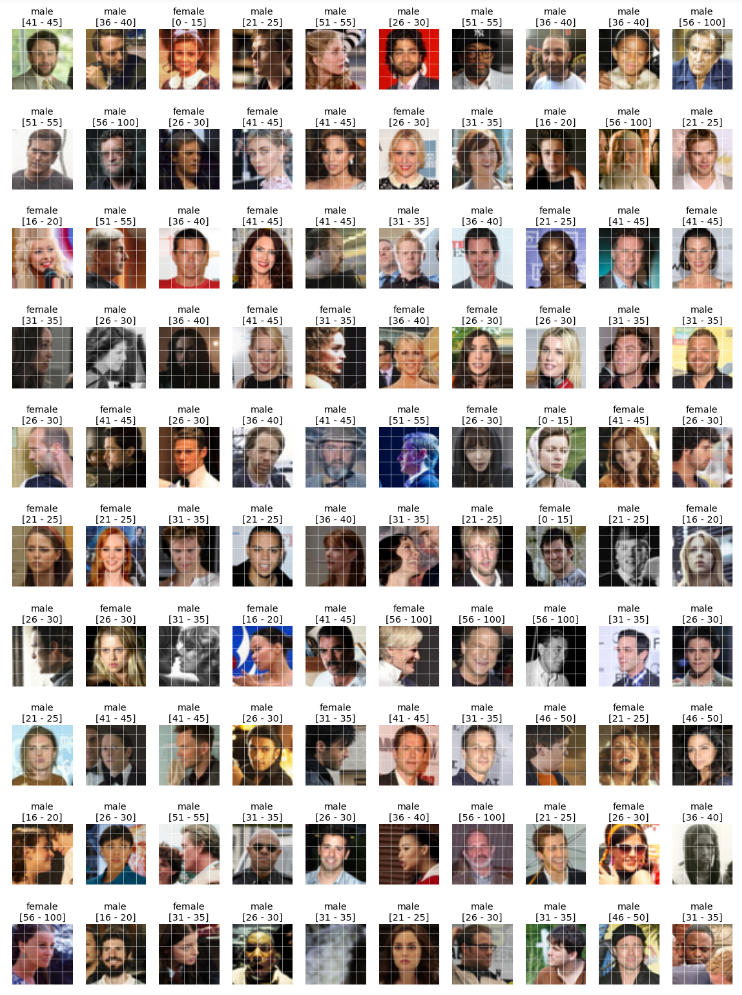 male male female male male male male male male male
[41 - 45] [36 - 40] [0 - 15] [21 - 25] [51 - 55] [26 - 30] [51 - 55] [36 - 40] [36 - 40] [56 - 100]
male male female female female female male male male male
[51 - 55] [56 - 100] [26 - 30] [41 - 45] [41 - 45] [26 - 30] [31 - 35] [16 - 20] [56 - 100] [21 - 25]
female male male female male male male female male female
[16 - 20] [51 - 55] [36 - 40] [41 - 45] [41 - 45] [31 - 35] [36 - 40] [21 - 25] [41 - 45] [41 - 45]
female male male female female female female female male male
[31 - 35] [26 - 30] [36 - 40] [41 - 45] [31 - 35] [36 - 40] [26 - 30] [26 - 30] [31 - 35] [31 - 35]
female female male male male male female male female female
[26 - 30] [41 - 45] [26 - 30] [36 - 40] [41 - 45] [51 - 55] [26 - 30] [0 - 15] [41 - 45] [26 - 30]
female female male male male male male female male female
[21 - 25] [21 - 25] [31 - 35] [21 - 25] [36 - 40] [31 - 35] [21 - 25] [0 - 15] [21 - 25] [16 - 20]
male female male female male female male male male male
[26 - 30] [26 - 30] [31 - 35] [16 - 20] [41 - 45] [56 - 100] [56 - 100] [56 - 100] [31 - 35] [26 - 30]
male male male male female male male male female male
[21 - 25] [41 - 45] [41 - 45] [26 - 30] [31 - 35] [41 - 45] [31 - 35] [46 - 50] [21 - 25] [46 - 50]
male male male male male male male male female male
[16 - 20] [26 - 30] [51 - 55] [31 - 35] [26 - 30] [36 - 40] [56 - 100] [21 - 25] [26 - 30] [36 - 40]
female male female male male male male male male male
[56 - 100] [16 - 20] [31 - 35] [26 - 30] [31 - 35] [21 - 25] [26 - 30] [31 - 35] [46 - 50] [31 - 35]